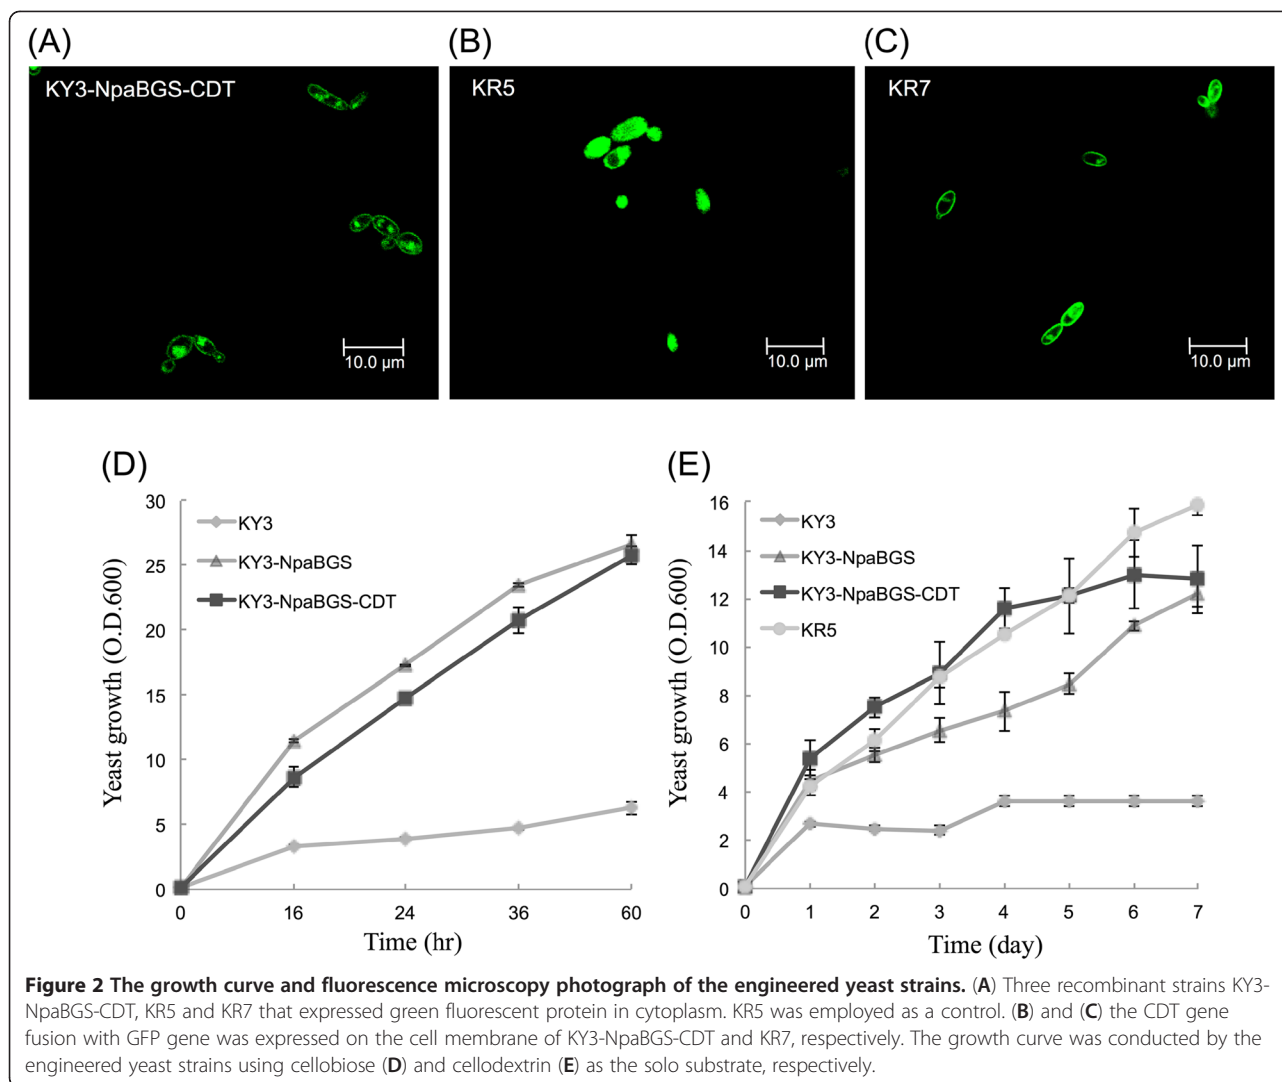 (A)
(B)
(C)
KY3-NpaBGS-CDT
KR5
KR7
10.0 µm
10.0 µm
10.0 µm
(D)
(E)
30
25
20
15
10
5
0
Yeast growth (O.D.600)
KY3
KY3-NpaBGS
KY3-NpaBGS-CDT
0
16
24
36
60
Time (hr)
16
14
12
10
8
6
4
2
0
Yeast growth (O.D.600)
KY3
KY3-NpaBGS
KY3-NpaBGS-CDT
KR5
0
1
2
3
4
5
6
7
Time (day)
Figure 2 The growth curve and fluorescence microscopy photograph of the engineered yeast strains. (A) Three recombinant strains KY3-
NpaBGS-CDT, KR5 and KR7 that expressed green fluorescent protein in cytoplasm. KR5 was employed as a control. (B) and (C) the CDT gene
fusion with GFP gene was expressed on the cell membrane of KY3-NpaBGS-CDT and KR7, respectively. The growth curve was conducted by the
engineered yeast strains using cellobiose (D) and cellodextrin (E) as the solo substrate, respectively.